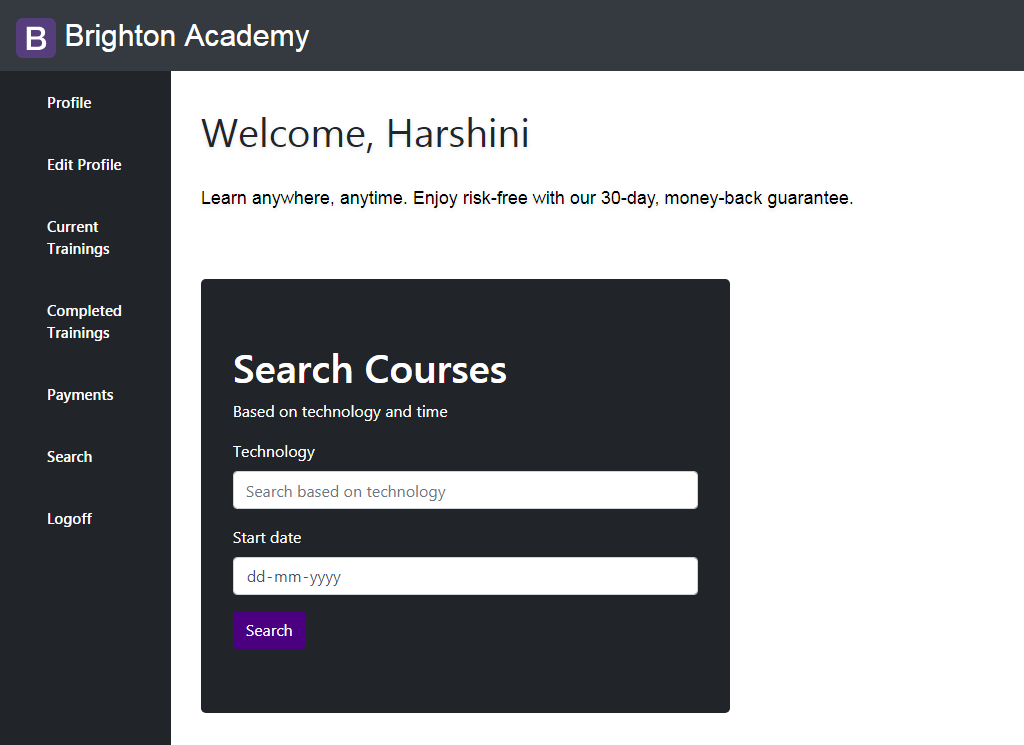 B Brighton Academy
Profile
Edit Profile
Current
Trainings
Completed
Trainings
Payments
Search
Logoff
Welcome, Harshini
Learn anywhere, anytime. Enjoy risk-free with our 30-day, money-back guarantee.
Search Courses
Based on technology and time
Technology
Search based on technology
Start date
dd-mm-yyyy
Search